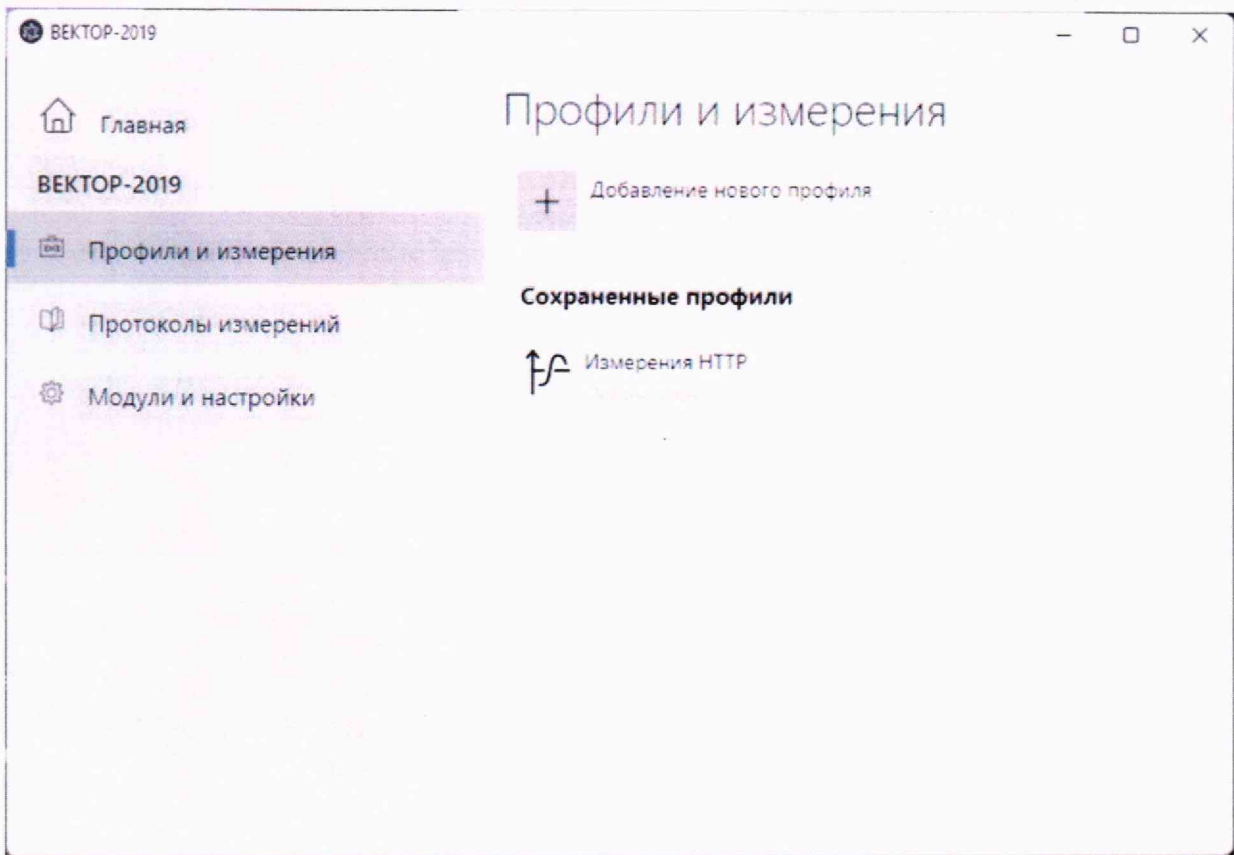 ВЕКТОР-2019
Главная
ВЕКТОР-2019
Профили и измерения
Протоколы измерений
Модули и настройки
Профили и измерения
Добавление нового профиля
Сохраненные профили
Измерения HTTP